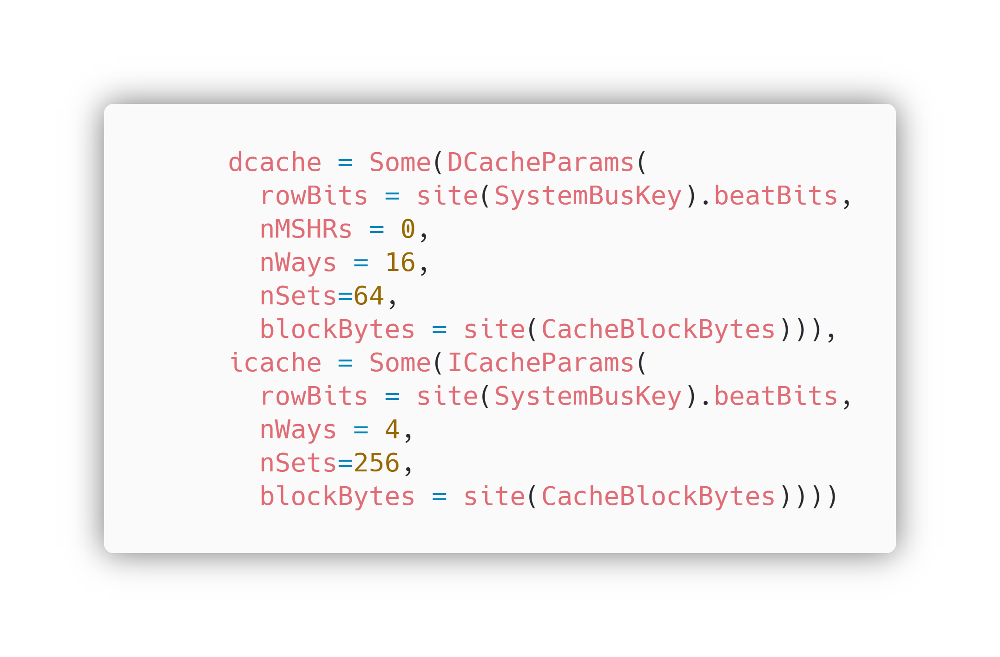 dcache = Some(DCacheParams(
  rowBits = site(SystemBusKey).beatBits,
  nMSHRs = 0,
  nWays = 16,
  nSets=64,
  blockBytes = site(CacheBlockBytes))),
icache = Some(ICacheParams(
  rowBits = site(SystemBusKey).beatBits,
  nWays = 4,
  nSets=256,
  blockBytes = site(CacheBlockBytes))))